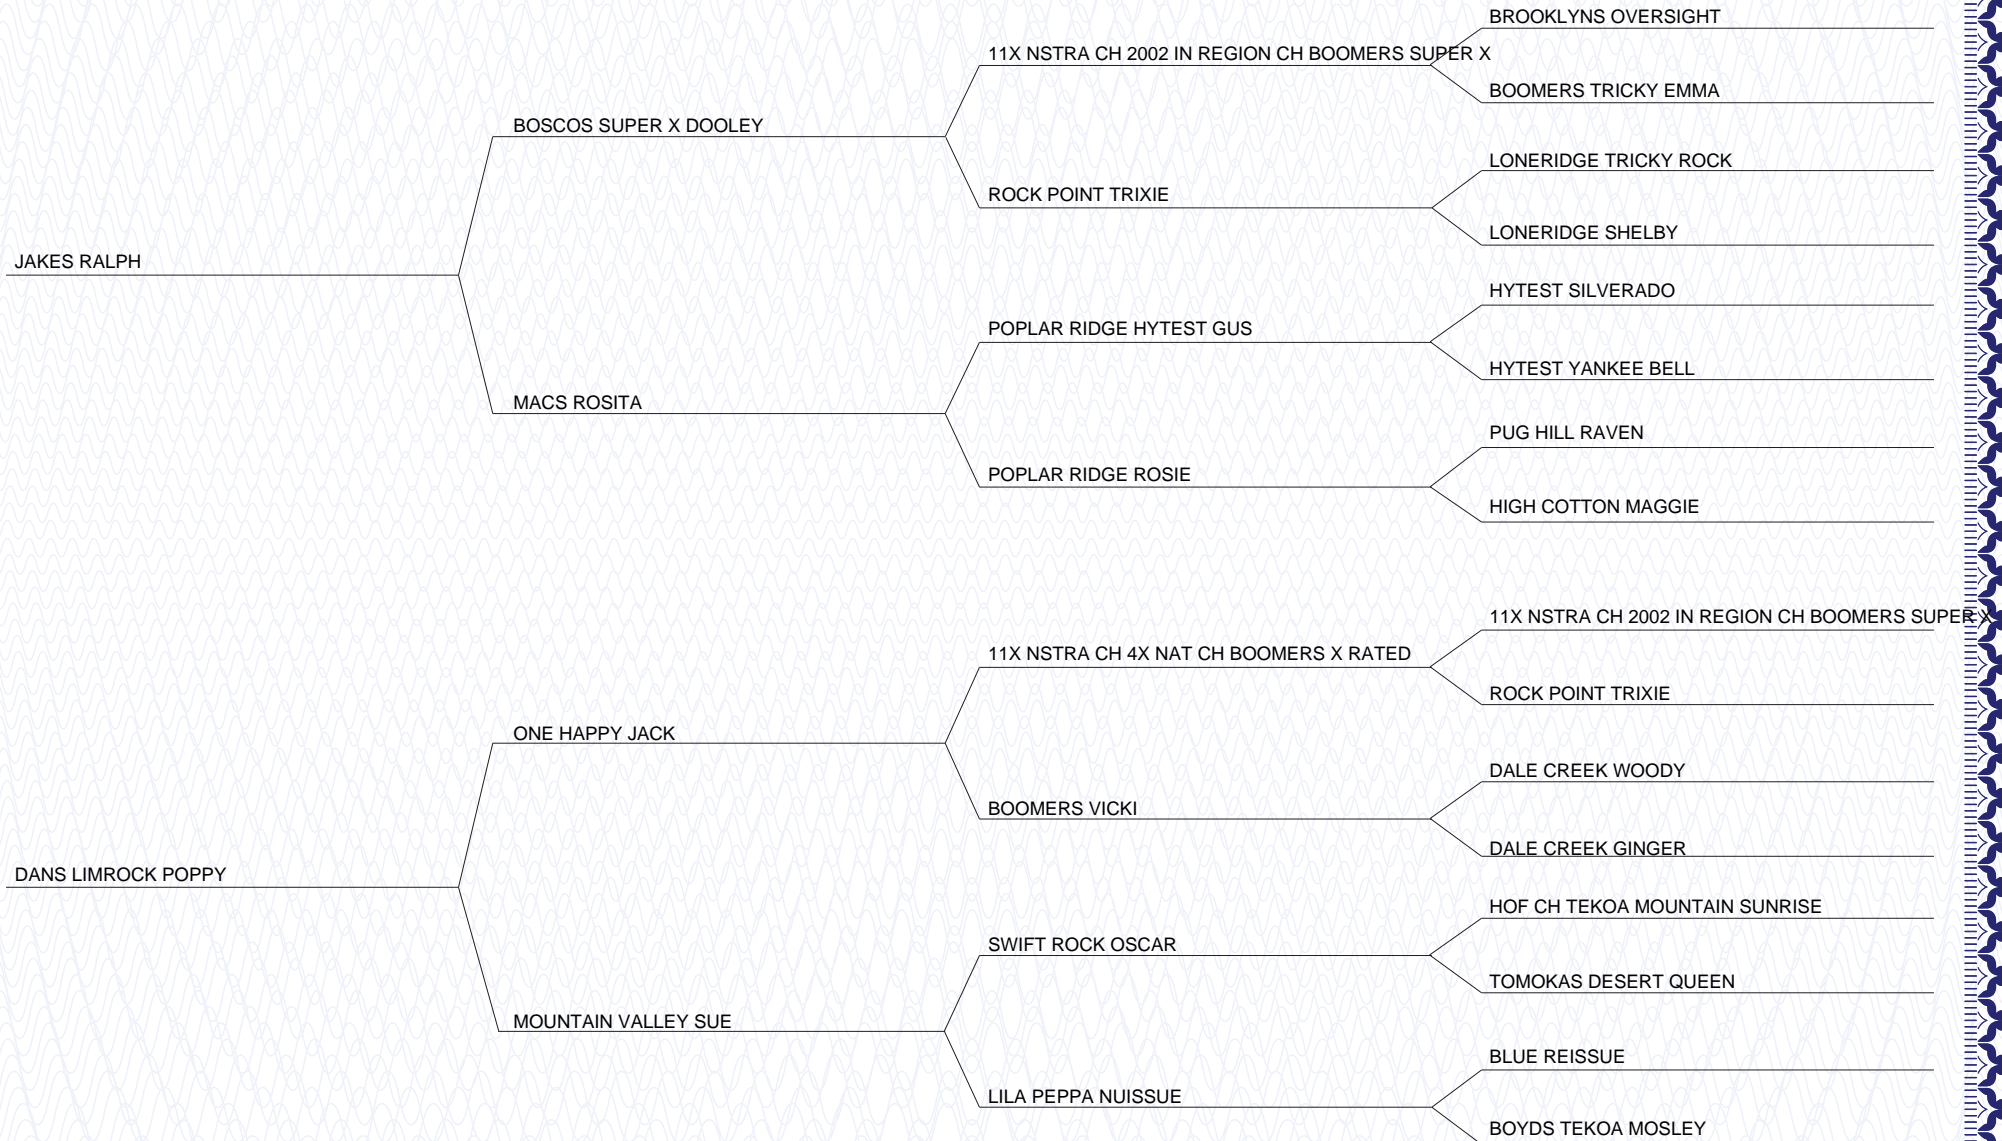 BROOKLYNS OVERSIGHT
11X NSTRA CH 2002 IN REGION CH BOOMERS SUPER X
BOOMERS TRICKY EMMA
BOSCOS SUPER X DOOLEY
LONERIDGE TRICKY ROCK
ROCK POINT TRIXIE
LONERIDGE SHELBY
JAKES RALPH
HYTEST SILVERADO
POPLAR RIDGE HYTEST GUS
HYTEST YANKEE BELL
MACS ROSITA
PUG HILL RAVEN
POPLAR RIDGE ROSIE
HIGH COTTON MAGGIE
11X NSTRA CH 2002 IN REGION CH BOOMERS SUPER X
11X NSTRA CH 4X NAT CH BOOMERS X RATED
ROCK POINT TRIXIE
ONE HAPPY JACK
DALE CREEK WOODY
BOOMERS VICKI
DALE CREEK GINGER
DANS LIMROCK POPPY
HOF CH TEKOA MOUNTAIN SUNRISE
SWIFT ROCK OSCAR
TOMOKAS DESERT QUEEN
MOUNTAIN VALLEY SUE
BLUE REISSUE
LILA PEPPA NUISSUE
BOYDS TEKOA MOSLEY